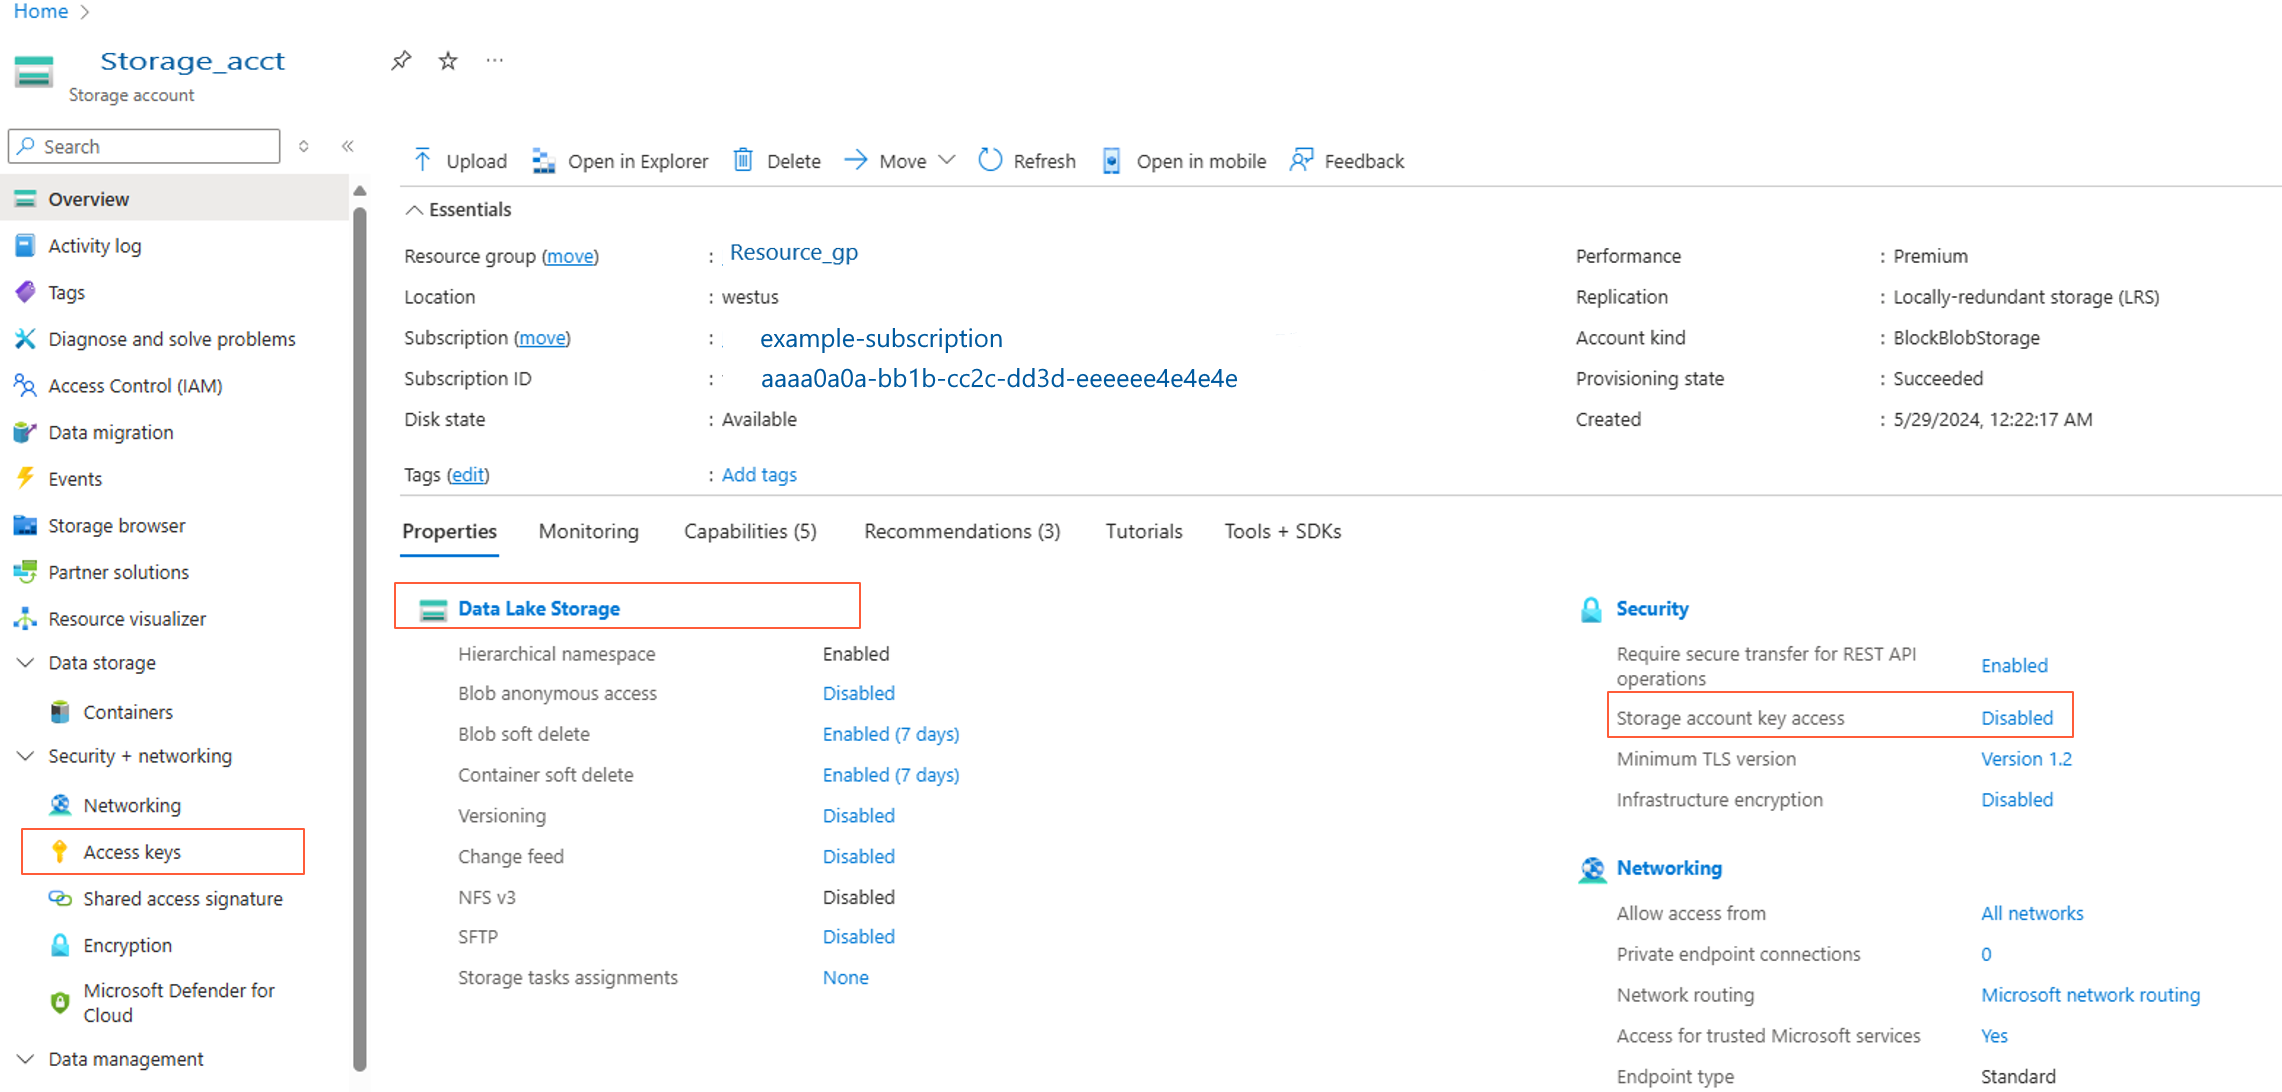 Home
Storage_acct
Storage account
Search
Overview
Activity log
Tags
Diagnose and solve problems
Access Control (IAM)
Data migration
Events
Storage browser
Partner solutions
Resource visualizer
Data storage
Containers
Security + networking
Networking
Access keys
Shared access signature
Encryption
Microsoft Defender for
Cloud
Data management
Upload Open in Explorer Delete Move Refresh Open in mobile Feedback
Essentials
Resource group (move) : Resource_gp
Location : westus
Subscription (move) : example-subscription
Subscription ID : aaaa0a0a-bb1b-cc2c-dd3d-eeeeee4e4e4e
Disk state : Available
Tags (edit) : Add tags
Performance : Premium
Replication : Locally-redundant storage (LRS)
Account kind : BlockBlobStorage
Provisioning state : Succeeded
Created : 5/29/2024, 12:22:17 AM
Properties Monitoring Capabilities (5) Recommendations (3) Tutorials Tools + SDKs
Data Lake Storage
Hierarchical namespace Enabled
Blob anonymous access Disabled
Blob soft delete Enabled (7 days)
Container soft delete Enabled (7 days)
Versioning Disabled
Change feed Disabled
NFS v3 Disabled
SFTP Disabled
Storage tasks assignments None
Security
Require secure transfer for REST API
operations Enabled
Storage account key access Disabled
Minimum TLS version Version 1.2
Infrastructure encryption Disabled
Networking
Allow access from All networks
Private endpoint connections 0
Network routing Microsoft network routing
Access for trusted Microsoft services Yes
Endpoint type Standard